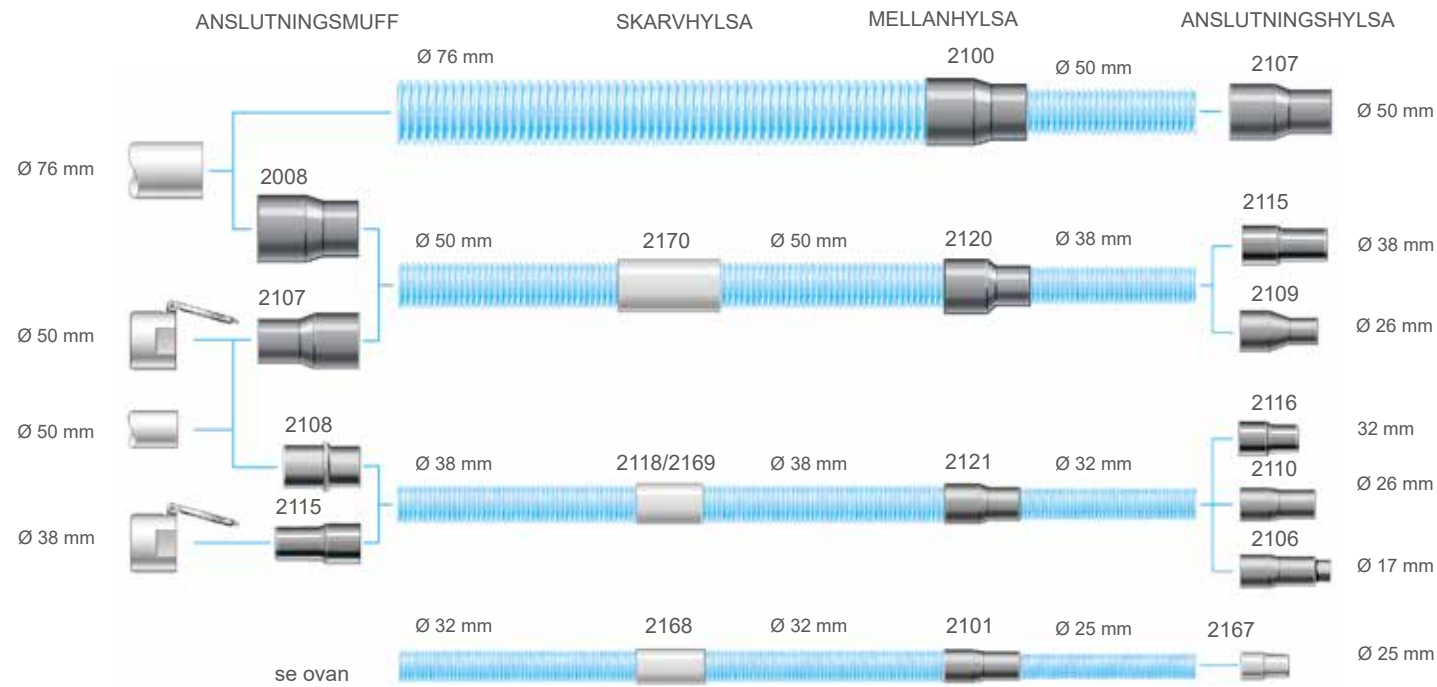 ANSLUTNINGSMUFF SKARVHYLSA MELLANHYLSA ANSLUTNINGSHYLSA
Ø 76 mm 2100 Ø 50 mm 2107
Ø 50 mm
Ø 76 mm
2008
2115
Ø 50 mm 2170 Ø 50 mm 2120 Ø 38 mm
Ø 38 mm
2107
2109
Ø 50 mm
Ø 26 mm
2116
Ø 50 mm
2108
32 mm
Ø 38 mm 2118/2169 Ø 38 mm 2121 Ø 32 mm
2110
Ø 26 mm
2115
2106
Ø 38 mm
Ø 17 mm
Ø 32 mm 2168 Ø 32 mm 2101 Ø 25 mm 2167
Ø 25 mm
se ovan